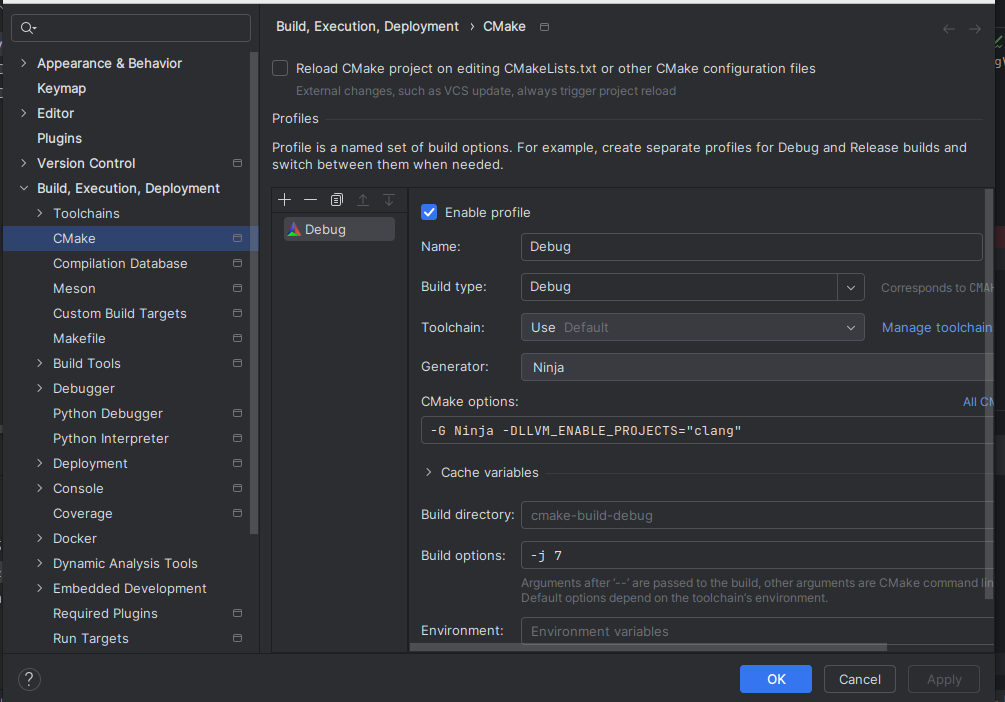 Build, Execution, Deployment › CMake
Appearance & Behavior
Keymap
Editor
Plugins
Version Control
Build, Execution, Deployment
Toolchains
CMake
Compilation Database
Meson
Custom Build Targets
Makefile
Build Tools
Debugger
Python Debugger
Python Interpreter
Deployment
Console
Coverage
Docker
Dynamic Analysis Tools
Embedded Development
Required Plugins
Run Targets
Reload CMake project on editing CMakeLists.txt or other CMake configuration files
External changes, such as VCS update, always trigger project reload
Profiles
Profile is a named set of build options. For example, create separate profiles for Debug and Release builds and
switch between them when needed.
Debug
Enable profile
Name: Debug
Build type: Debug Corresponds to CMAK
Toolchain: Use Default Manage toolchain
Generator: Ninja
CMake options: All CM
-G Ninja -DLLVM_ENABLE_PROJECTS="clang"
Cache variables
Build directory: cmake-build-debug
Build options: -j 7
Arguments after '--' are passed to the build, other arguments are CMake command lin
Default options depend on the toolchain's environment.
Environment: Environment variables
? OK Cancel Apply